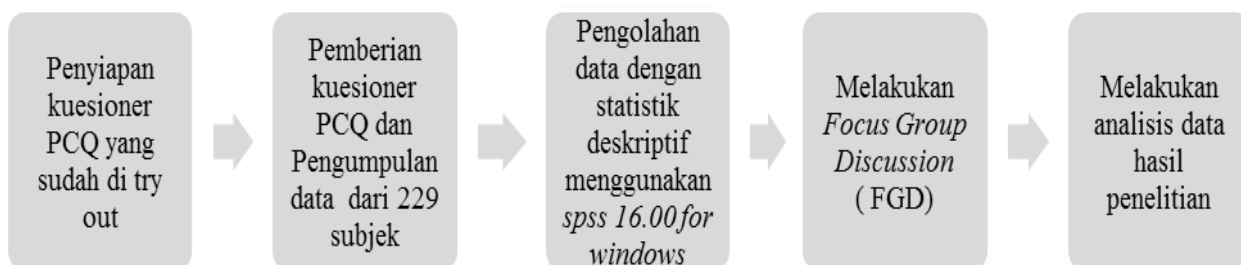 Penyiapan
kuesioner
PCQ yang
sudah di try
out
Pemberian
kuesioner
PCQ dan
Pengumpulan
data dari 229
subjek
Pengolahan
data dengan
statistik
deskriptif
menggunakan
spss 16.00 for
windows
Melakukan
Focus Group
Discussion
( FGD)
Melakukan
analisis data
hasil
penelitian